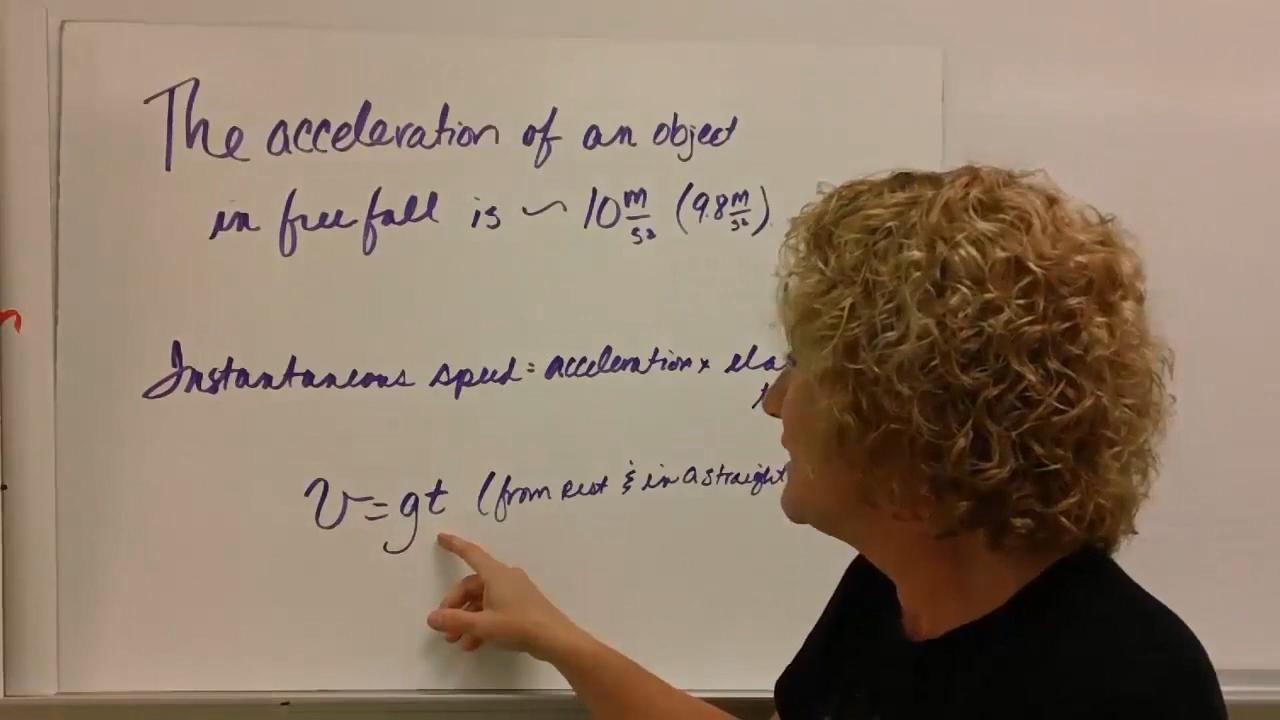 The acceleration of an object
in free fall is ~ 10 m/s² (9.8 m/s²).
Instantaneous speed = acceleration x
v = gt (from rest & in a straight